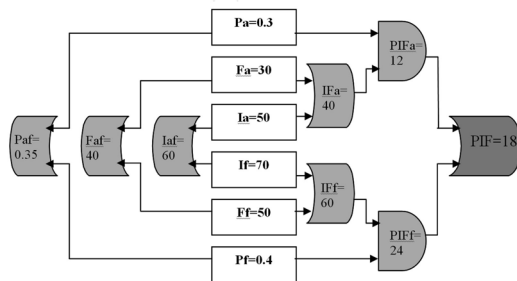 Pa=0.3
PIFa=
12
Fa=30
IFa=
40
Ia=50
Paf=
0.35
Faf=
40
Iaf=
60
PIF=18
If=70
IFf=
60
Ff=50
PIFf=
24
Pf=0.4